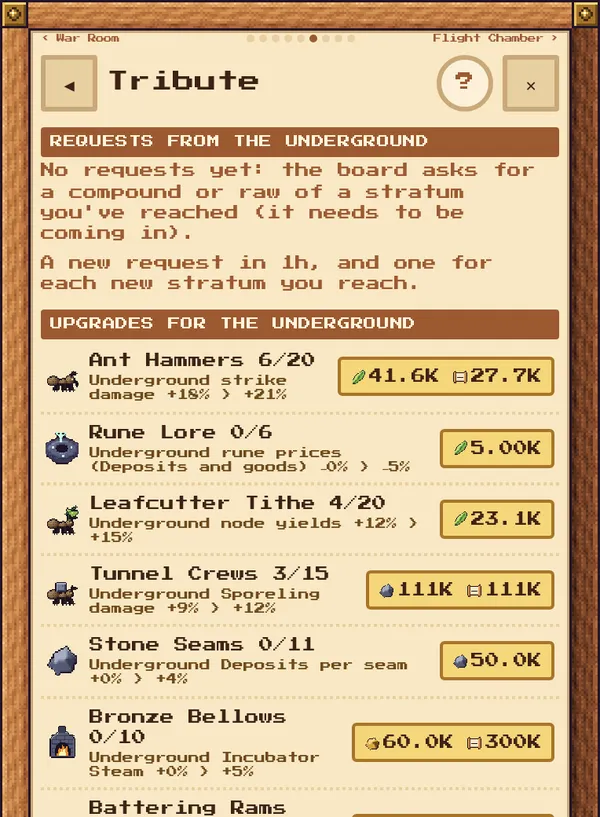 ‹ War Room
Flight Chamber ›
Tribute
?
×
REQUESTS FROM THE UNDERGROUND
No requests yet: the board asks for
a compound or raw of a stratum
you've reached (it needs to be
coming in).
A new request in 1h, and one for
each new stratum you reach.
UPGRADES FOR THE UNDERGROUND
Ant Hammers 6/20
Underground strike
damage +18% › +21%
41.6K 27.7K
Rune Lore 0/6
Underground rune prices
(Deposits and goods) -0% › -5%
5.00K
Leafcutter Tithe 4/20
Underground node yields +12% ›
+15%
23.1K
Tunnel Crews 3/15
Underground Sporeling
damage +9% › +12%
111K 111K
Stone Seams 0/11
Underground Deposits per seam
+0% › +4%
50.0K
Bronze Bellows
0/10
Underground Incubator
Steam +0% › +5%
60.0K 300K
Battering Rams